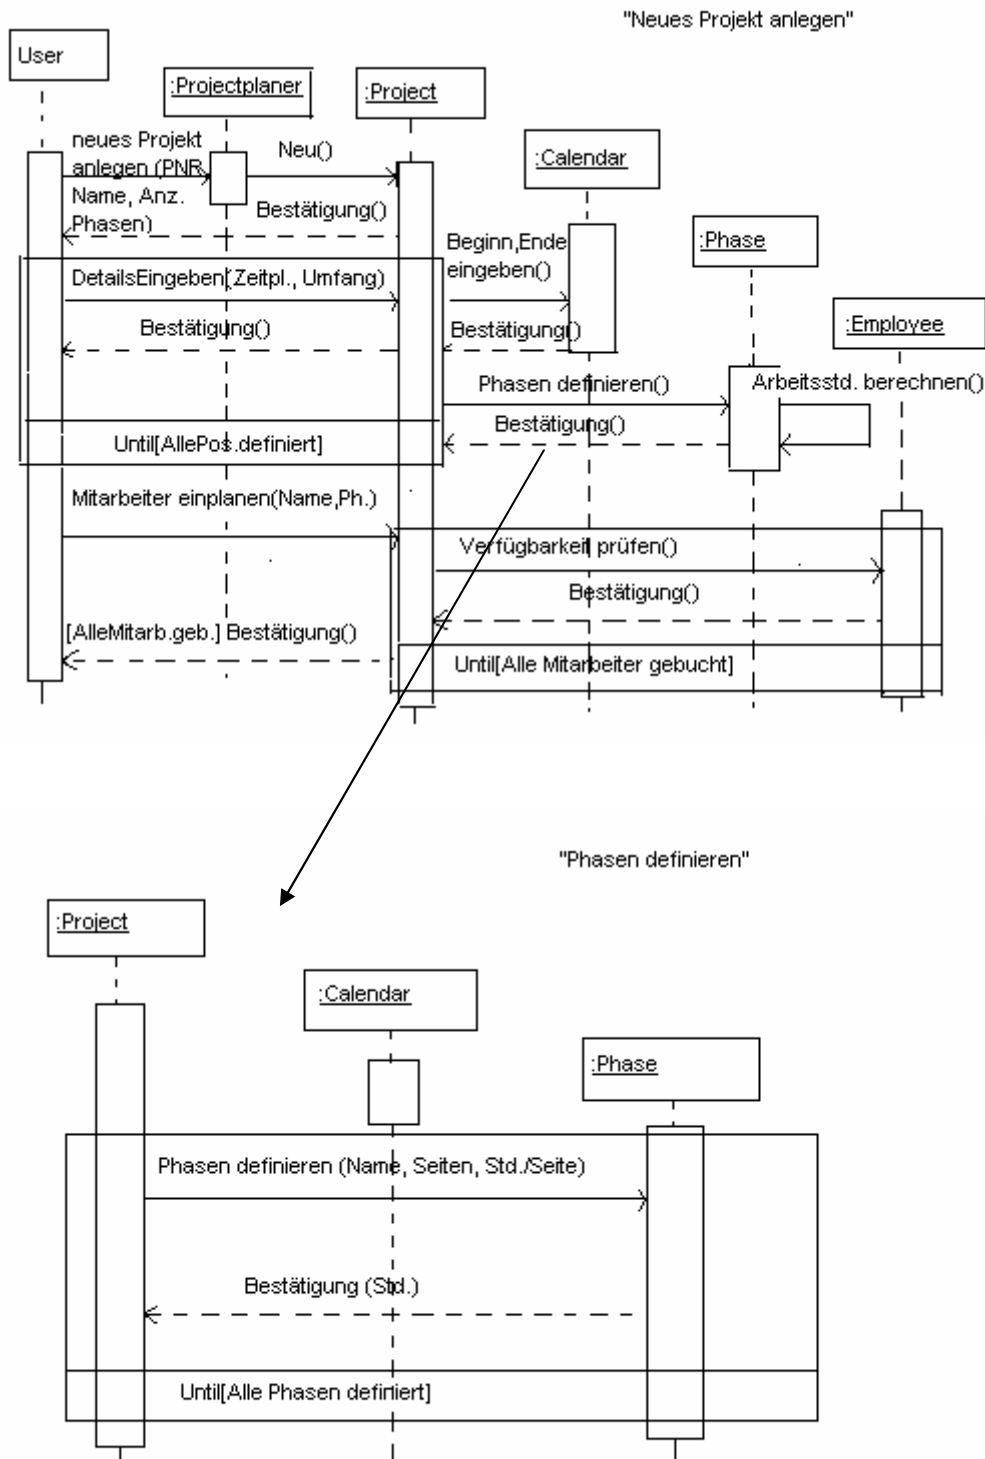 "Neues Projekt anlegen"
User
:Projectplaner
:Project
neues Projekt
anlegen (PNR
Name, Anz.
Phasen)
Neu()
:Calendar
Bestätigung()
Beginn,Ende
eingeben()
:Phase
DetailsEingeben(Zeitpl., Umfang)
Bestätigung()
Bestätigung()
:Employee
Phasen definieren()
Arbeitsstd. berechnen()
Bestätigung()
Until[AllePos.definiert]
Mitarbeiter einplanen(Name,Ph.)
Verfügbarkeit prüfen()
Bestätigung()
[AlleMitarb.geb.] Bestätigung()
Until[Alle Mitarbeiter gebucht]
"Phasen definieren"
:Project
:Calendar
:Phase
Phasen definieren (Name, Seiten, Std./Seite)
Bestätigung (Std.)
Until[Alle Phasen definiert]